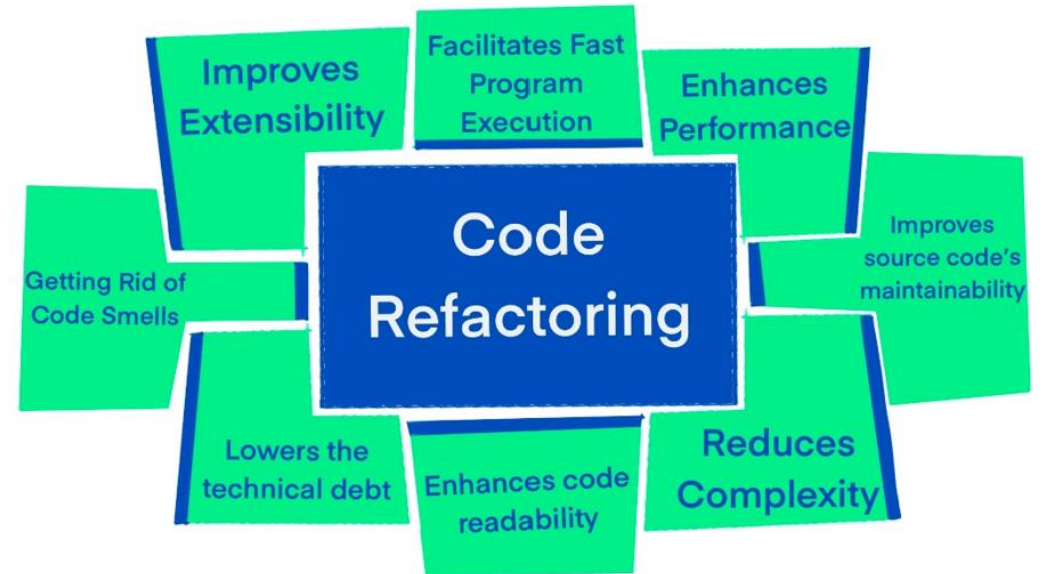 Improves
Extensibility
Facilitates Fast
Program
Execution
Enhances
Performance
Getting Rid of
Code Smells
Code
Refactoring
Improves
source code's
maintainability
Lowers the
technical debt
Enhances code
readability
Reduces
Complexity